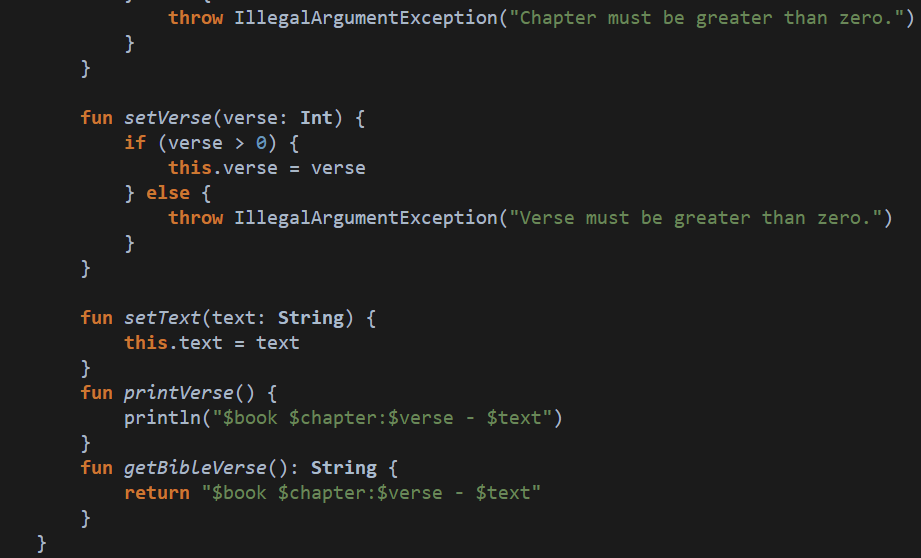 throw IllegalArgumentException("Chapter must be greater than zero.")
}
}
fun setVerse(verse: Int) {
if (verse > 0) {
this.verse = verse
} else {
throw IllegalArgumentException("Verse must be greater than zero.")
}
}
fun setText(text: String) {
this.text = text
}
fun printVerse() {
println("$book $chapter:$verse - $text")
}
fun getBibleVerse(): String {
return "$book $chapter:$verse - $text"
}
}